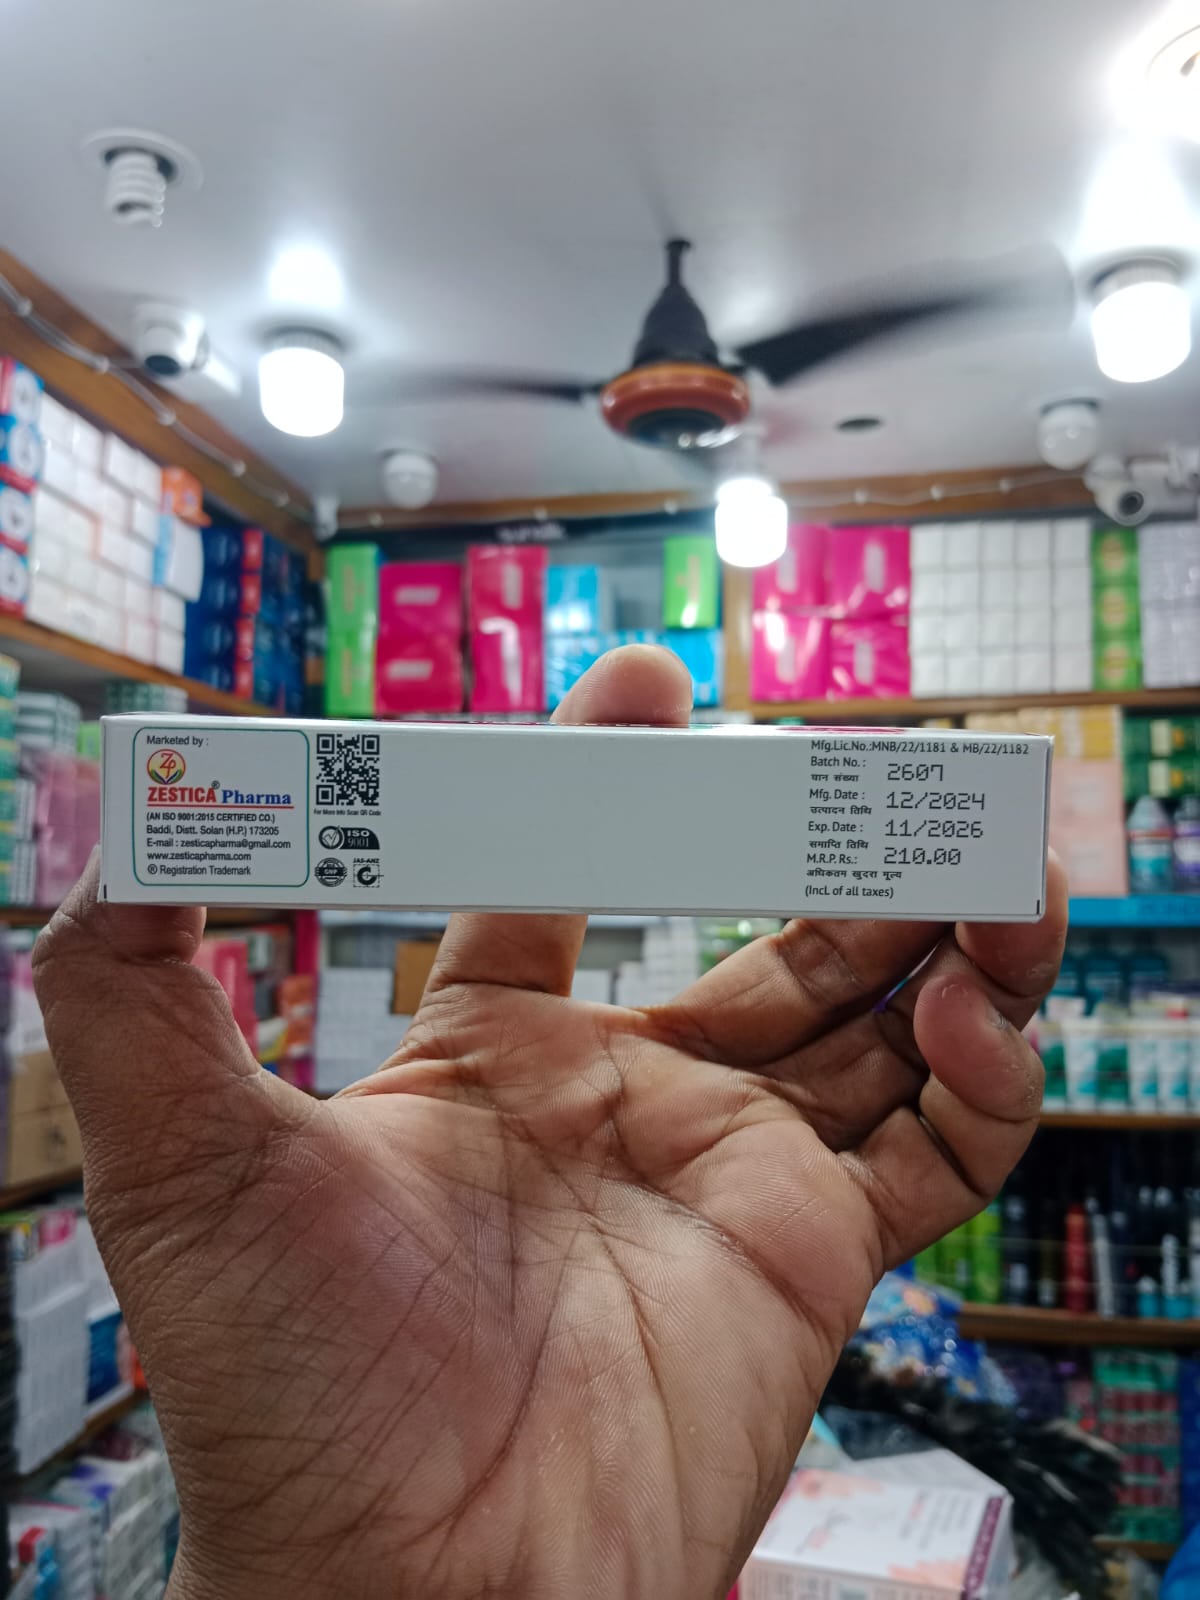 Marketed by :
ZESTICA® Pharma
(AN ISO 9001:2015 CERTIFIED CO.)
Baddi, Distt. Solan (H.P.) 173205
E-mail : zesticapharma@gmail.com
www.zesticapharma.com
® Registration Trademark
For More Info Scan QR Code
ISO
9001
GMP
JAS-ANZ
Mfg.Lic.No.:MNB/22/1181 & MB/22/1182
Batch No. : 2607
यान संख्या
Mfg. Date : 12/2024
उत्पादन तिथि
Exp. Date : 11/2026
समाप्ति तिथि
M.R.P. Rs.: 210.00
अधिकतम खुदरा मूल्य
(Incl. of all taxes)